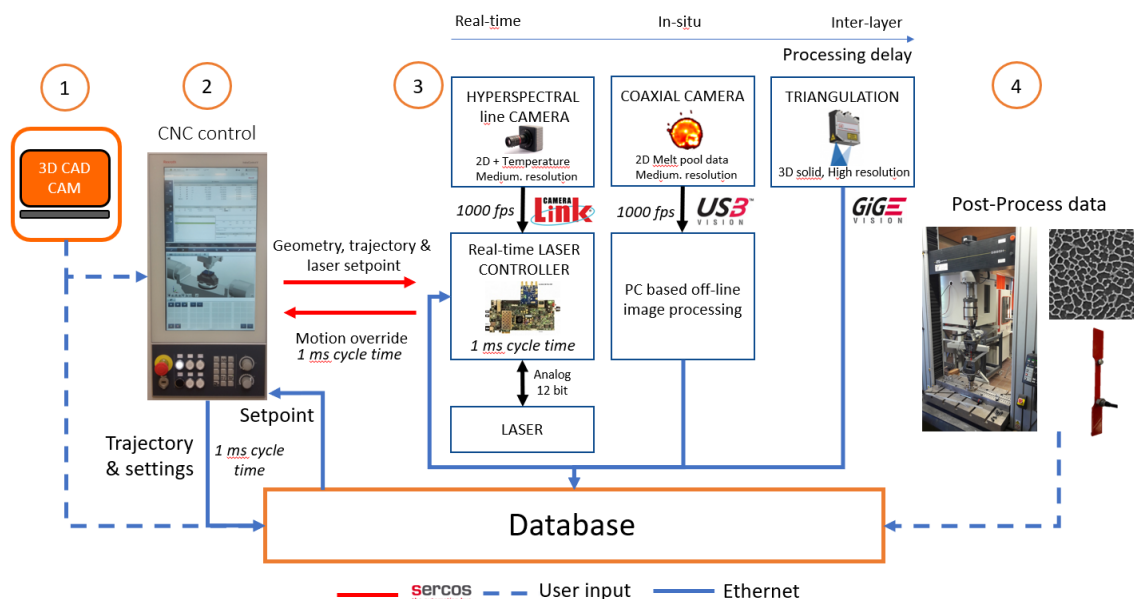 Real-time
In-situ
Inter-layer
Processing delay
1
2
3
4
3D CAD
CAM
CNC control
HYPERSPECTRAL
line CAMERA
2D + Temperature
Medium. resolution
COAXIAL CAMERA
2D Melt pool data
Medium. resolution
TRIANGULATION
3D solid, High resolution
1000 fps
CAMERA
Link
1000 fps
USB
VISION
GiGE
VISION
Post-Process data
Geometry, trajectory &
laser setpoint
Motion override
1 ms cycle time
Real-time LASER
CONTROLLER
1 ms cycle time
PC based off-line
image processing
Analog
12 bit
LASER
Setpoint
Trajectory
& settings
1 ms cycle
time
Database
sercos
User input
Ethernet